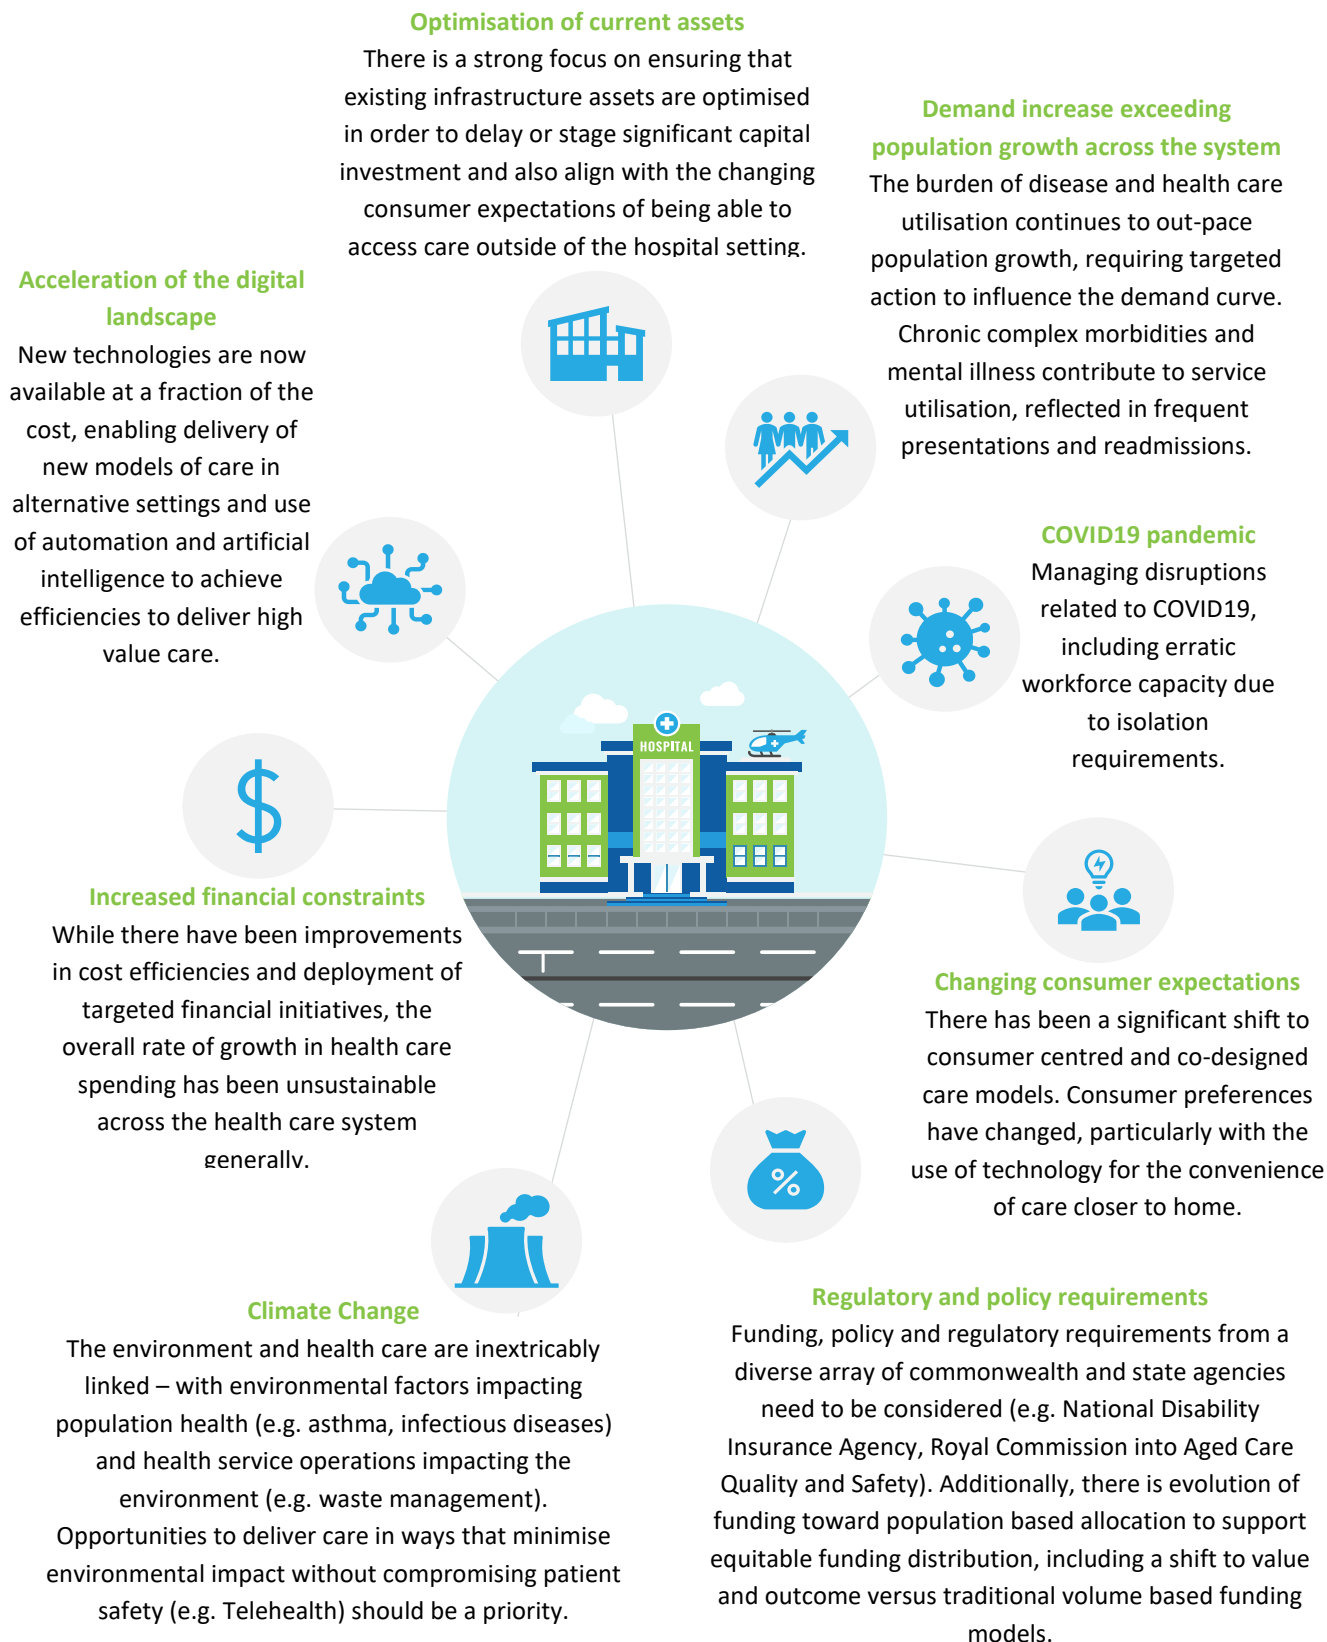 Optimisation of current assets
There is a strong focus on ensuring that
existing infrastructure assets are optimised
in order to delay or stage significant capital
investment and also align with the changing
consumer expectations of being able to
access care outside of the hospital setting.
Demand increase exceeding
population growth across the system
The burden of disease and health care
utilisation continues to out-pace
population growth, requiring targeted
action to influence the demand curve.
Chronic complex morbidities and
mental illness contribute to service
utilisation, reflected in frequent
presentations and readmissions.
Acceleration of the digital
landscape
New technologies are now
available at a fraction of the
cost, enabling delivery of
new models of care in
alternative settings and use
of automation and artificial
intelligence to achieve
efficiencies to deliver high
value care.
COVID19 pandemic
Managing disruptions
related to COVID19,
including erratic
workforce capacity due
to isolation
requirements.
HOSPITAL
$
Increased financial constraints
While there have been improvements
in cost efficiencies and deployment of
targeted financial initiatives, the
overall rate of growth in health care
spending has been unsustainable
across the health care system
generally.
Changing consumer expectations
There has been a significant shift to
consumer centred and co-designed
care models. Consumer preferences
have changed, particularly with the
use of technology for the convenience
of care closer to home.
%
Climate Change
The environment and health care are inextricably
linked – with environmental factors impacting
population health (e.g. asthma, infectious diseases)
and health service operations impacting the
environment (e.g. waste management).
Opportunities to deliver care in ways that minimise
environmental impact without compromising patient
safety (e.g. Telehealth) should be a priority.
Regulatory and policy requirements
Funding, policy and regulatory requirements from a
diverse array of commonwealth and state agencies
need to be considered (e.g. National Disability
Insurance Agency, Royal Commission into Aged Care
Quality and Safety). Additionally, there is evolution of
funding toward population based allocation to support
equitable funding distribution, including a shift to value
and outcome versus traditional volume based funding
models.